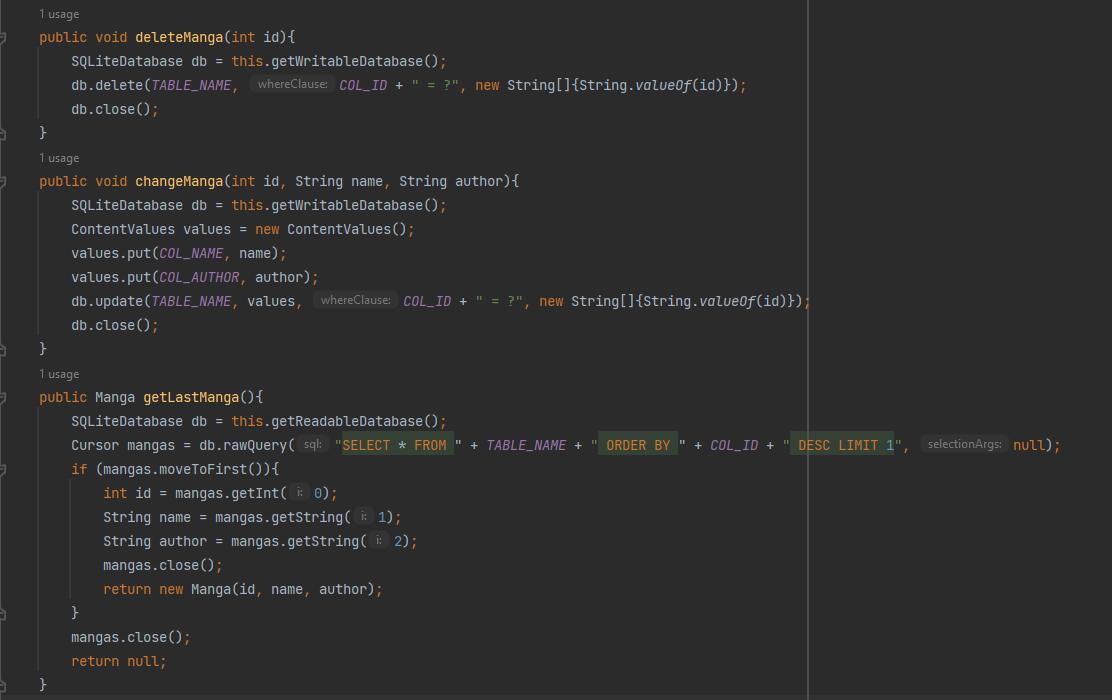 1 usage
public void deleteManga(int id){
SQLiteDatabase db = this.getWritableDatabase();
db.delete(TABLE_NAME, whereClause: COL_ID + " = ?", new String[]{String.valueOf(id)});
db.close();
}
1 usage
public void changeManga(int id, String name, String author){
SQLiteDatabase db = this.getWritableDatabase();
ContentValues values = new ContentValues();
values.put(COL_NAME, name);
values.put(COL_AUTHOR, author);
db.update(TABLE_NAME, values, whereClause: COL_ID + " = ?", new String[]{String.valueOf(id)});
db.close();
}
1 usage
public Manga getLastManga(){
SQLiteDatabase db = this.getReadableDatabase();
Cursor mangas = db.rawQuery( sql: "SELECT * FROM " + TABLE_NAME + " ORDER BY " + COL_ID + " DESC LIMIT 1", selectionArgs: null);
if (mangas.moveToFirst()){
int id = mangas.getInt( i: 0);
String name = mangas.getString( i: 1);
String author = mangas.getString( i: 2);
mangas.close();
return new Manga(id, name, author);
}
mangas.close();
return null;
}